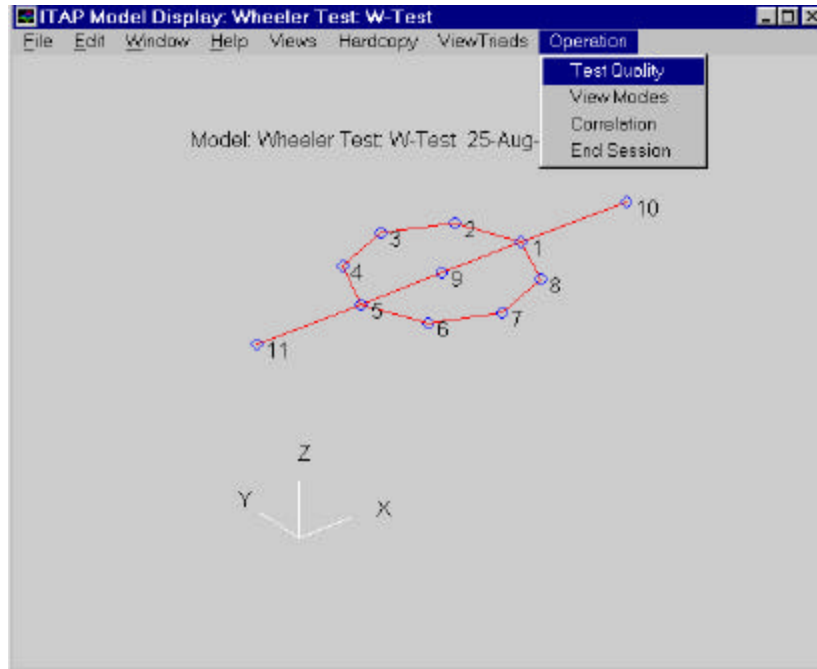 ITAP Model Display: Wheeler Test: W-Test
File Edit Window Help Views Hardcopy ViewTriads Operation
Test Quality
View Modes
Correlation
End Session
Model: Wheeler Test: W-Test 25-Aug-
10
2
3
1
4
9
8
5
7
6
11
Z
Y
X